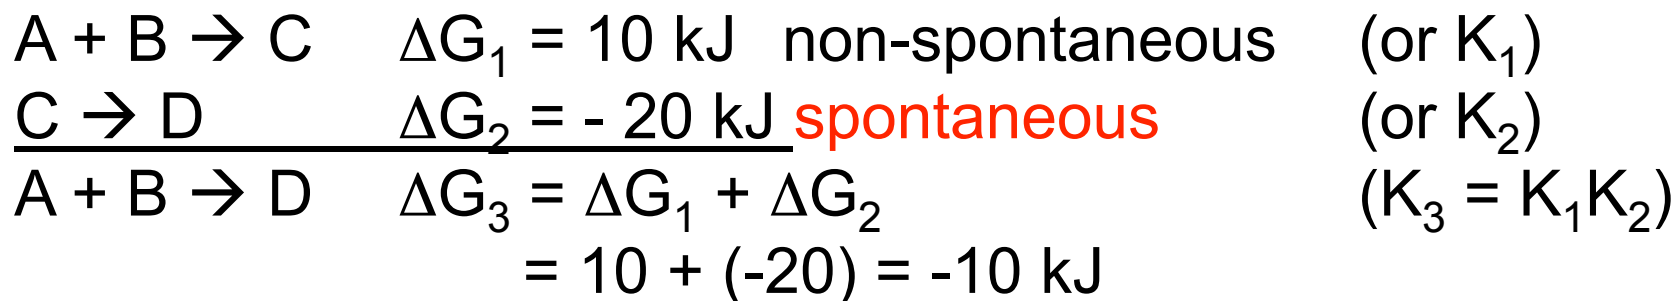 A + B → C ΔG₁ = 10 kJ non-spontaneous (or K₁)
C → D ΔG₂ = - 20 kJ spontaneous (or K₂)
A + B → D ΔG₃ = ΔG₁ + ΔG₂ (K₃ = K₁K₂)
= 10 + (-20) = -10 kJ